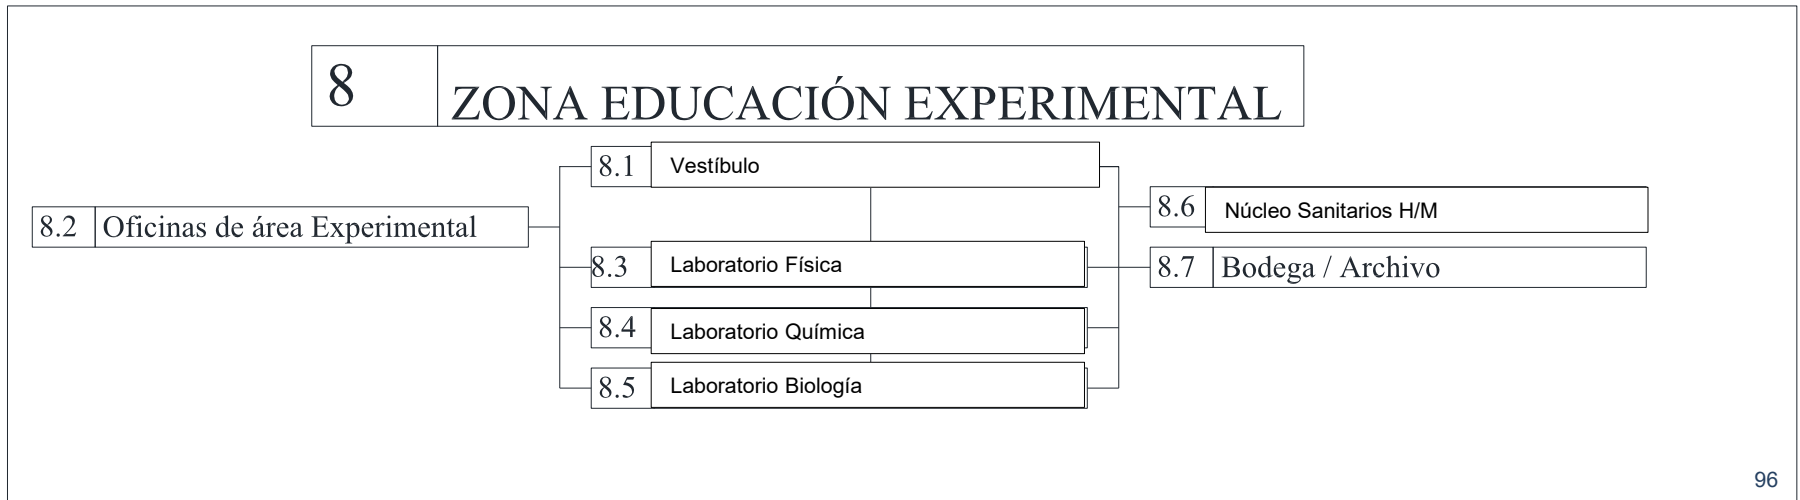 8 ZONA EDUCACIÓN EXPERIMENTAL
8.1 Vestíbulo
8.2 Oficinas de área Experimental
8.3 Laboratorio Física
8.4 Laboratorio Química
8.5 Laboratorio Biología
8.6 Núcleo Sanitarios H/M
8.7 Bodega / Archivo
96